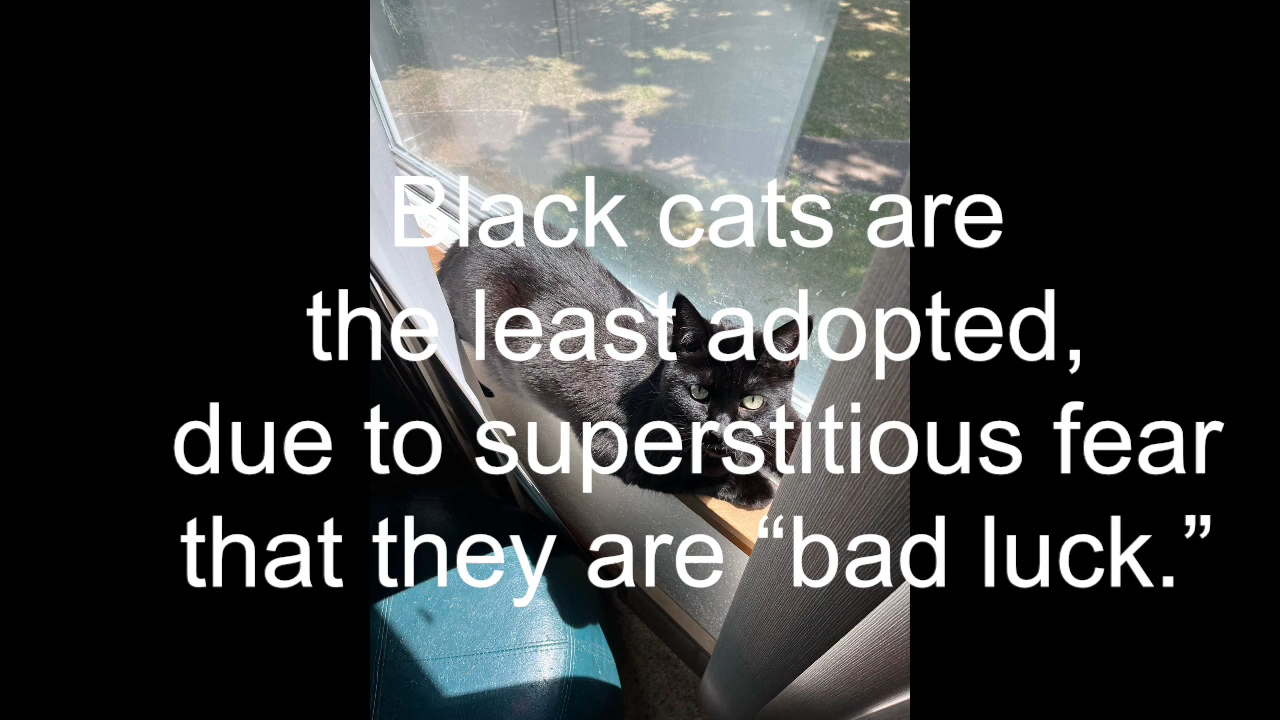 Black cats are
the least adopted,
due to superstitious fear
that they are “bad luck.”